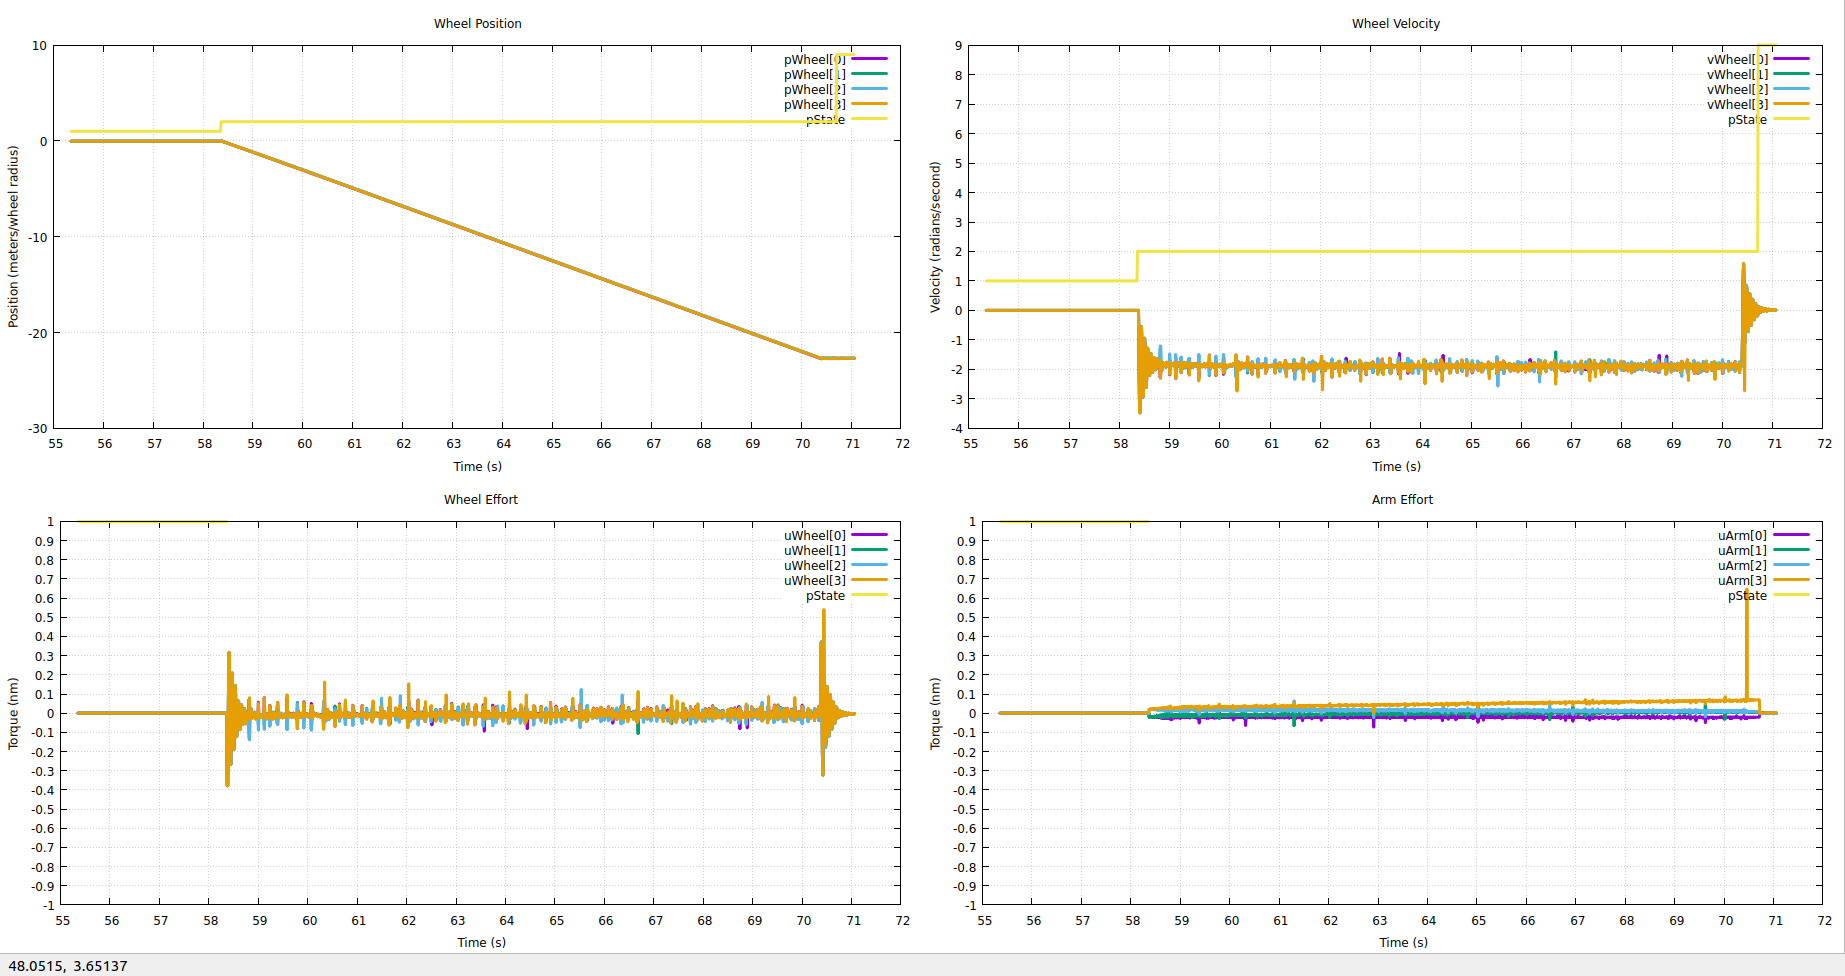 Wheel Position
10
0
-10
-20
-30
Position (meters/wheel radius)
pWheel[0]
pWheel[1]
pWheel[2]
pWheel[3]
pState
55 56 57 58 59 60 61 62 63 64 65 66 67 68 69 70 71 72
Time (s)
Wheel Velocity
9
8
7
6
5
4
3
2
1
0
-1
-2
-3
-4
Velocity (radians/second)
vWheel[0]
vWheel[1]
vWheel[2]
vWheel[3]
pState
55 56 57 58 59 60 61 62 63 64 65 66 67 68 69 70 71 72
Time (s)
Wheel Effort
1
0.9
0.8
0.7
0.6
0.5
0.4
0.3
0.2
0.1
0
-0.1
-0.2
-0.3
-0.4
-0.5
-0.6
-0.7
-0.8
-0.9
-1
Torque (nm)
uWheel[0]
uWheel[1]
uWheel[2]
uWheel[3]
pState
55 56 57 58 59 60 61 62 63 64 65 66 67 68 69 70 71 72
Time (s)
Arm Effort
1
0.9
0.8
0.7
0.6
0.5
0.4
0.3
0.2
0.1
0
-0.1
-0.2
-0.3
-0.4
-0.5
-0.6
-0.7
-0.8
-0.9
-1
Torque (nm)
uArm[0]
uArm[1]
uArm[2]
uArm[3]
pState
55 56 57 58 59 60 61 62 63 64 65 66 67 68 69 70 71 72
Time (s)
48.0515, 3.65137